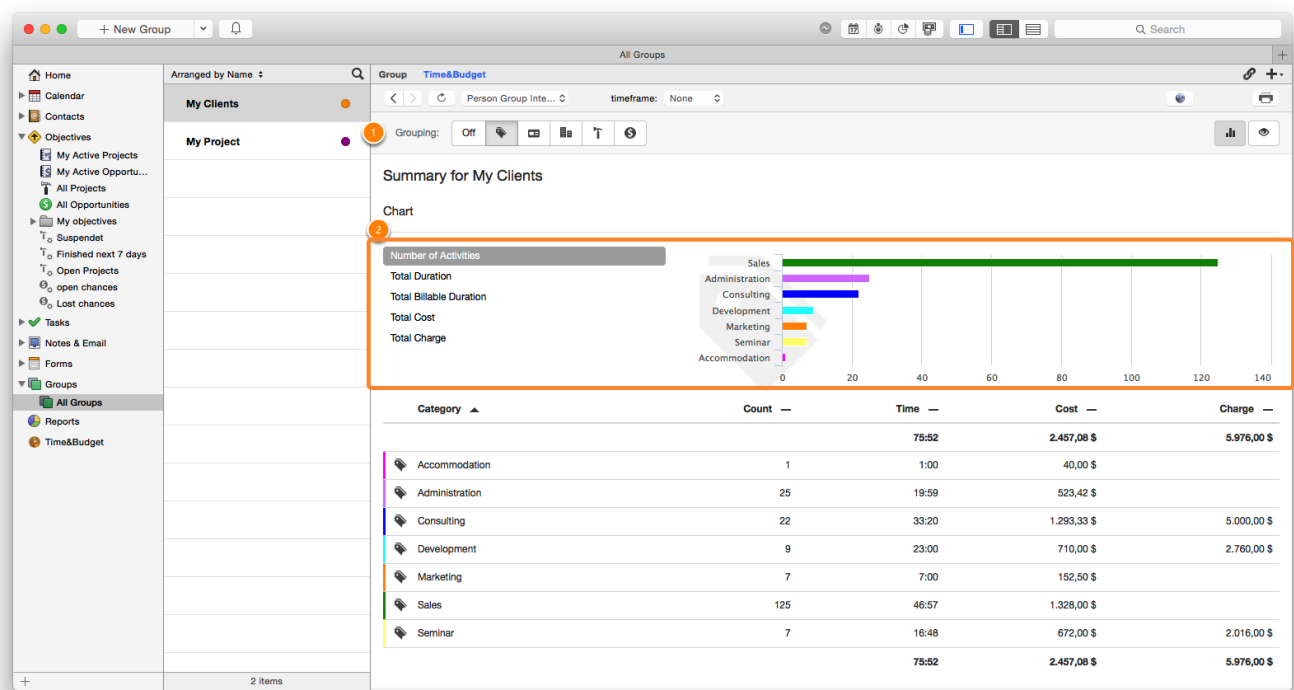 + New Group
Search
All Groups
+
Home
Calendar
Contacts
Objectives
My Active Projects
My Active Opportu...
All Projects
All Opportunities
My objectives
Suspendet
Finished next 7 days
Open Projects
open chances
Lost chances
Tasks
Notes & Email
Forms
Groups
All Groups
Reports
Time&Budget
+
Arranged by Name
My Clients
My Project
2 items
Group Time&Budget
Person Group Inte... timeframe: None
1 Grouping: Off
Summary for My Clients
Chart
2
Number of Activities
Total Duration
Total Billable Duration
Total Cost
Total Charge
Sales
Administration
Consulting
Development
Marketing
Seminar
Accommodation
0 20 40 60 80 100 120 140
Category Count — Time — Cost — Charge —
75:52 2.457,08 $ 5.976,00 $
Accommodation 1 1:00 40,00 $
Administration 25 19:59 523,42 $
Consulting 22 33:20 1.293,33 $ 5.000,00 $
Development 9 23:00 710,00 $ 2.760,00 $
Marketing 7 7:00 152,50 $
Sales 125 46:57 1.328,00 $
Seminar 7 16:48 672,00 $ 2.016,00 $
75:52 2.457,08 $ 5.976,00 $